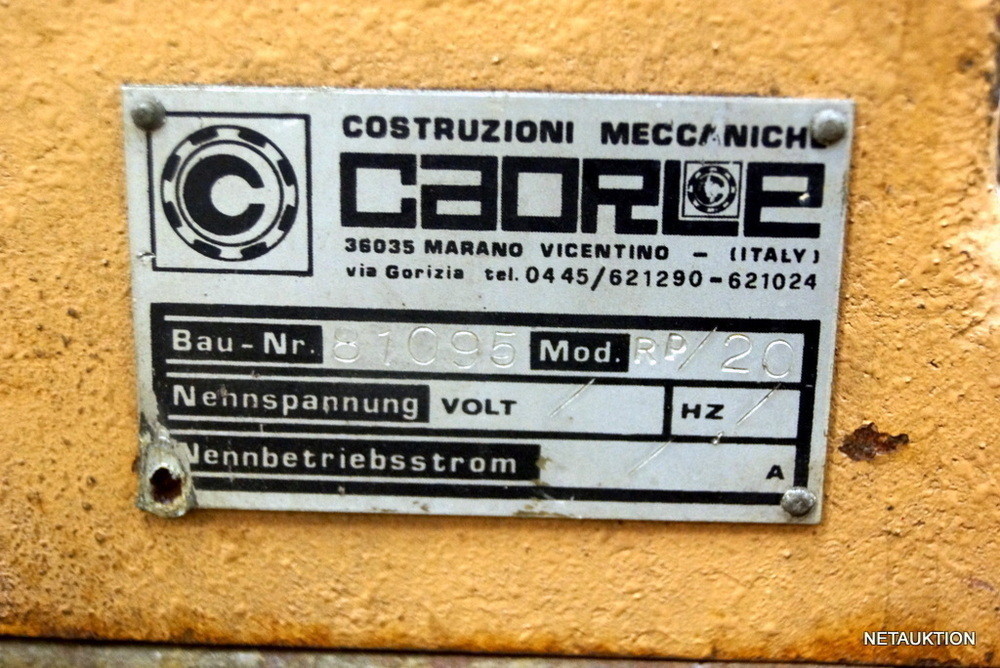 COSTRUZIONI MECCANICHE
CAORLE
36035 MARANO VICENTINO – (ITALY)
via Gorizia tel. 0445/621290-621024
Bau-Nr. 81095 Mod. RP/20
Nennspannung VOLT / HZ /
Nennbetriebsstrom / A
NETAUKTION